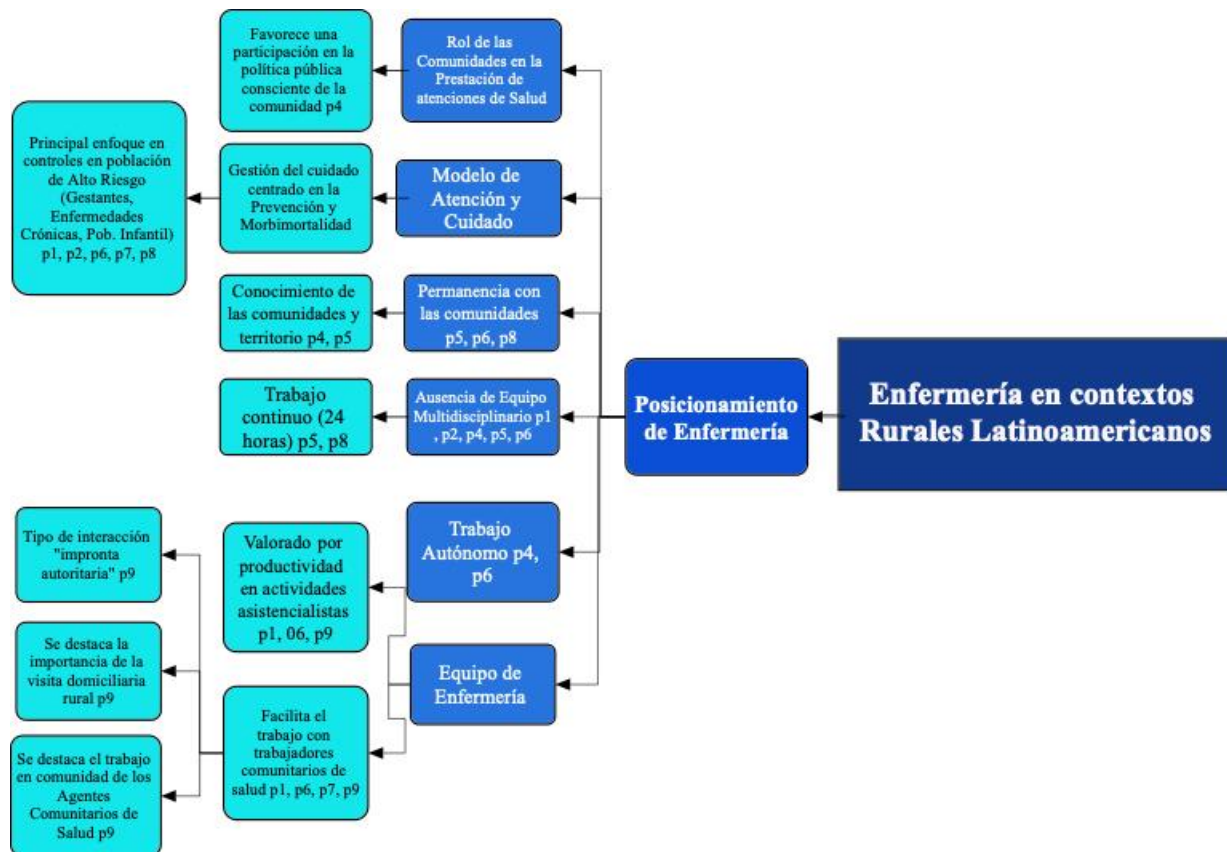 Favorece una
participación en la
política pública
consciente de la
comunidad p4
Rol de las
Comunidades en la
Prestación de
atenciones de Salud
Principal enfoque en
controles en población
de Alto Riesgo
(Gestantes,
Enfermedades
Crónicas, Pob. Infantil)
p1, p2, p6, p7, p8
Gestión del cuidado
centrado en la
Prevención y
Morbimortalidad
Modelo de
Atención y
Cuidado
Conocimiento de
las comunidades y
territorio p4, p5
Permanencia con
las comunidades
p5, p6, p8
Trabajo
continuo (24
horas) p5, p8
Ausencia de Equipo
Multidisciplinario p1
, p2, p4, p5, p6
Posicionamiento
de Enfermería
Enfermería en contextos
Rurales Latinoamericanos
Tipo de interacción
"impronta
autoritaria" p9
Valorado por
productividad
en actividades
asistencialistas
p1, 06, p9
Trabajo
Autónomo p4,
p6
Se destaca la
importancia de la
visita domiciliaria
rural p9
Equipo de
Enfermería
Se destaca el trabajo
en comunidad de los
Agentes
Comunitarios de
Salud p9
Facilita el
trabajo con
trabajadores
comunitarios de
salud p1, p6, p7, p9